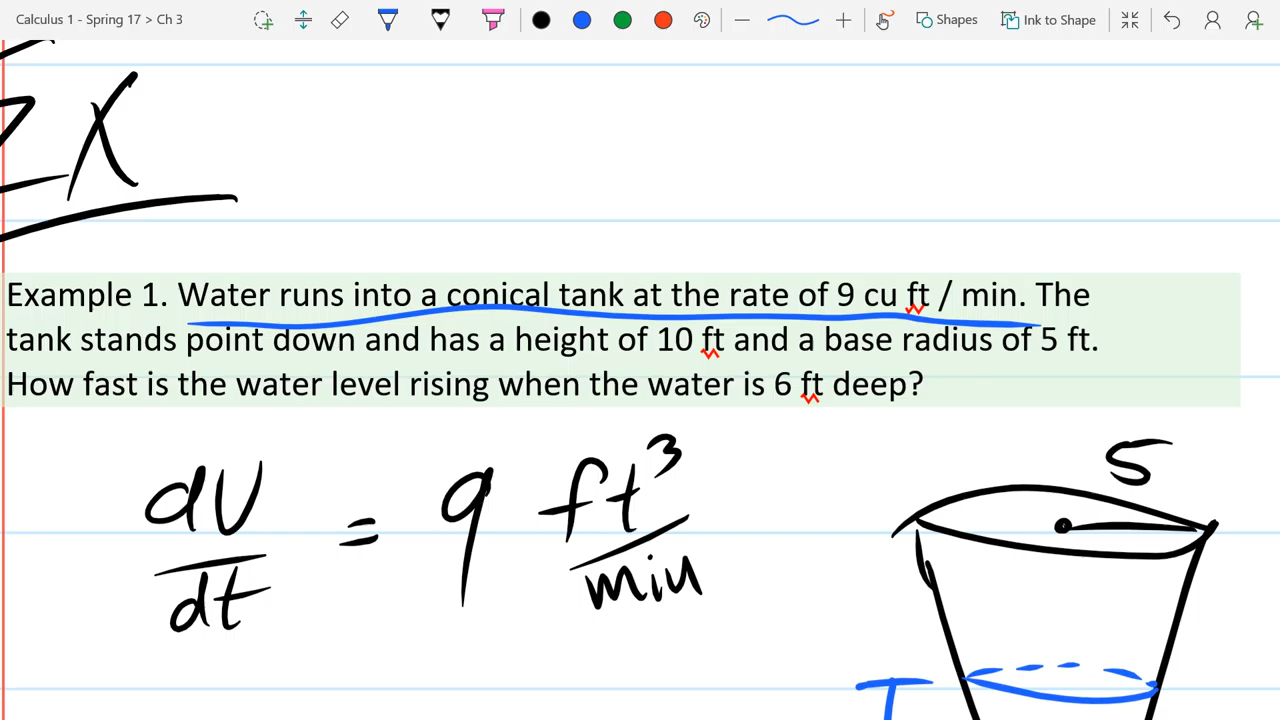 Calculus 1 - Spring 17 > Ch 3
Shapes
Ink to Shape
X
Example 1. Water runs into a conical tank at the rate of 9 cu ft / min. The
tank stands point down and has a height of 10 ft and a base radius of 5 ft.
How fast is the water level rising when the water is 6 ft deep?
dV/dt = 9 ft³/min
5